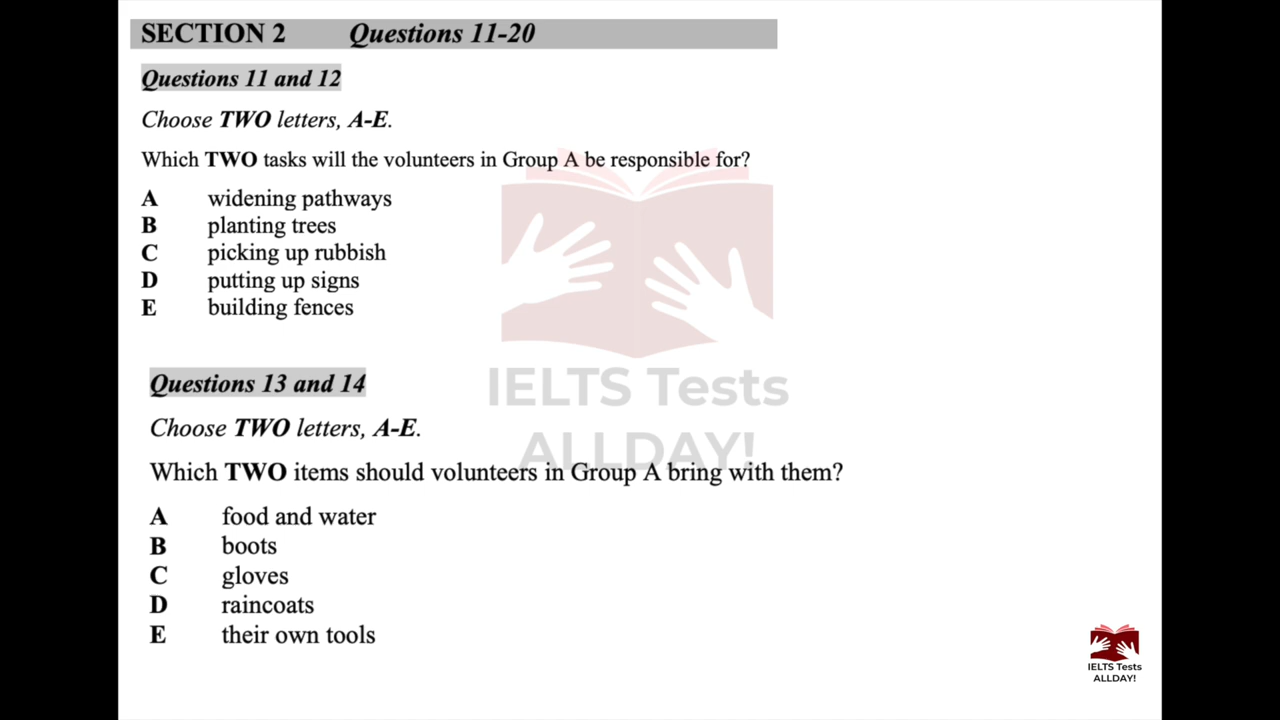 SECTION 2 Questions 11-20
Questions 11 and 12
Choose TWO letters, A-E.
Which TWO tasks will the volunteers in Group A be responsible for?
A widening pathways
B planting trees
C picking up rubbish
D putting up signs
E building fences
Questions 13 and 14
IELTS Tests
Choose TWO letters, A-E.
ALLDAY!
Which TWO items should volunteers in Group A bring with them?
A food and water
B boots
C gloves
D raincoats
E their own tools
IELTS Tests
ALLDAY!